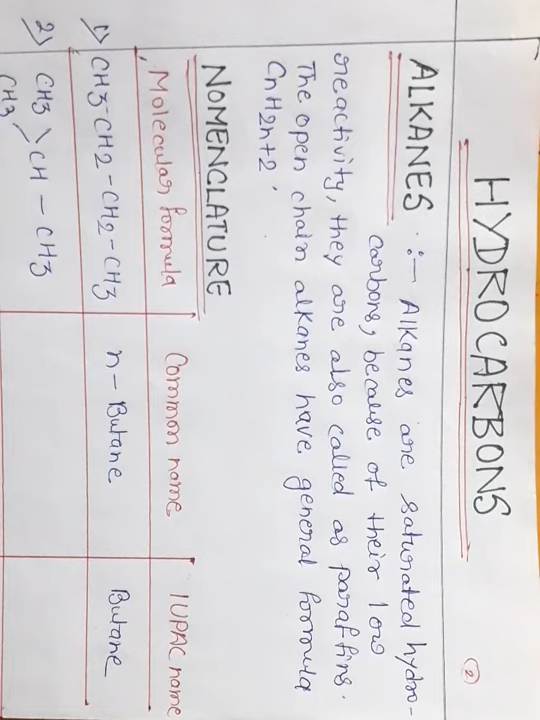 HYDROCARBONS
2
ALKANES :- Alkanes are saturated hydro-
carbons, because of their low
reactivity, they are also called as paraffins.
The open chain alkanes have general formula
CnH2n+2.
NOMENCLATURE
Molecular formula Common name IUPAC name
1) CH3-CH2-CH2-CH3 n-Butane Butane
2) CH3
CH-CH3
CH3